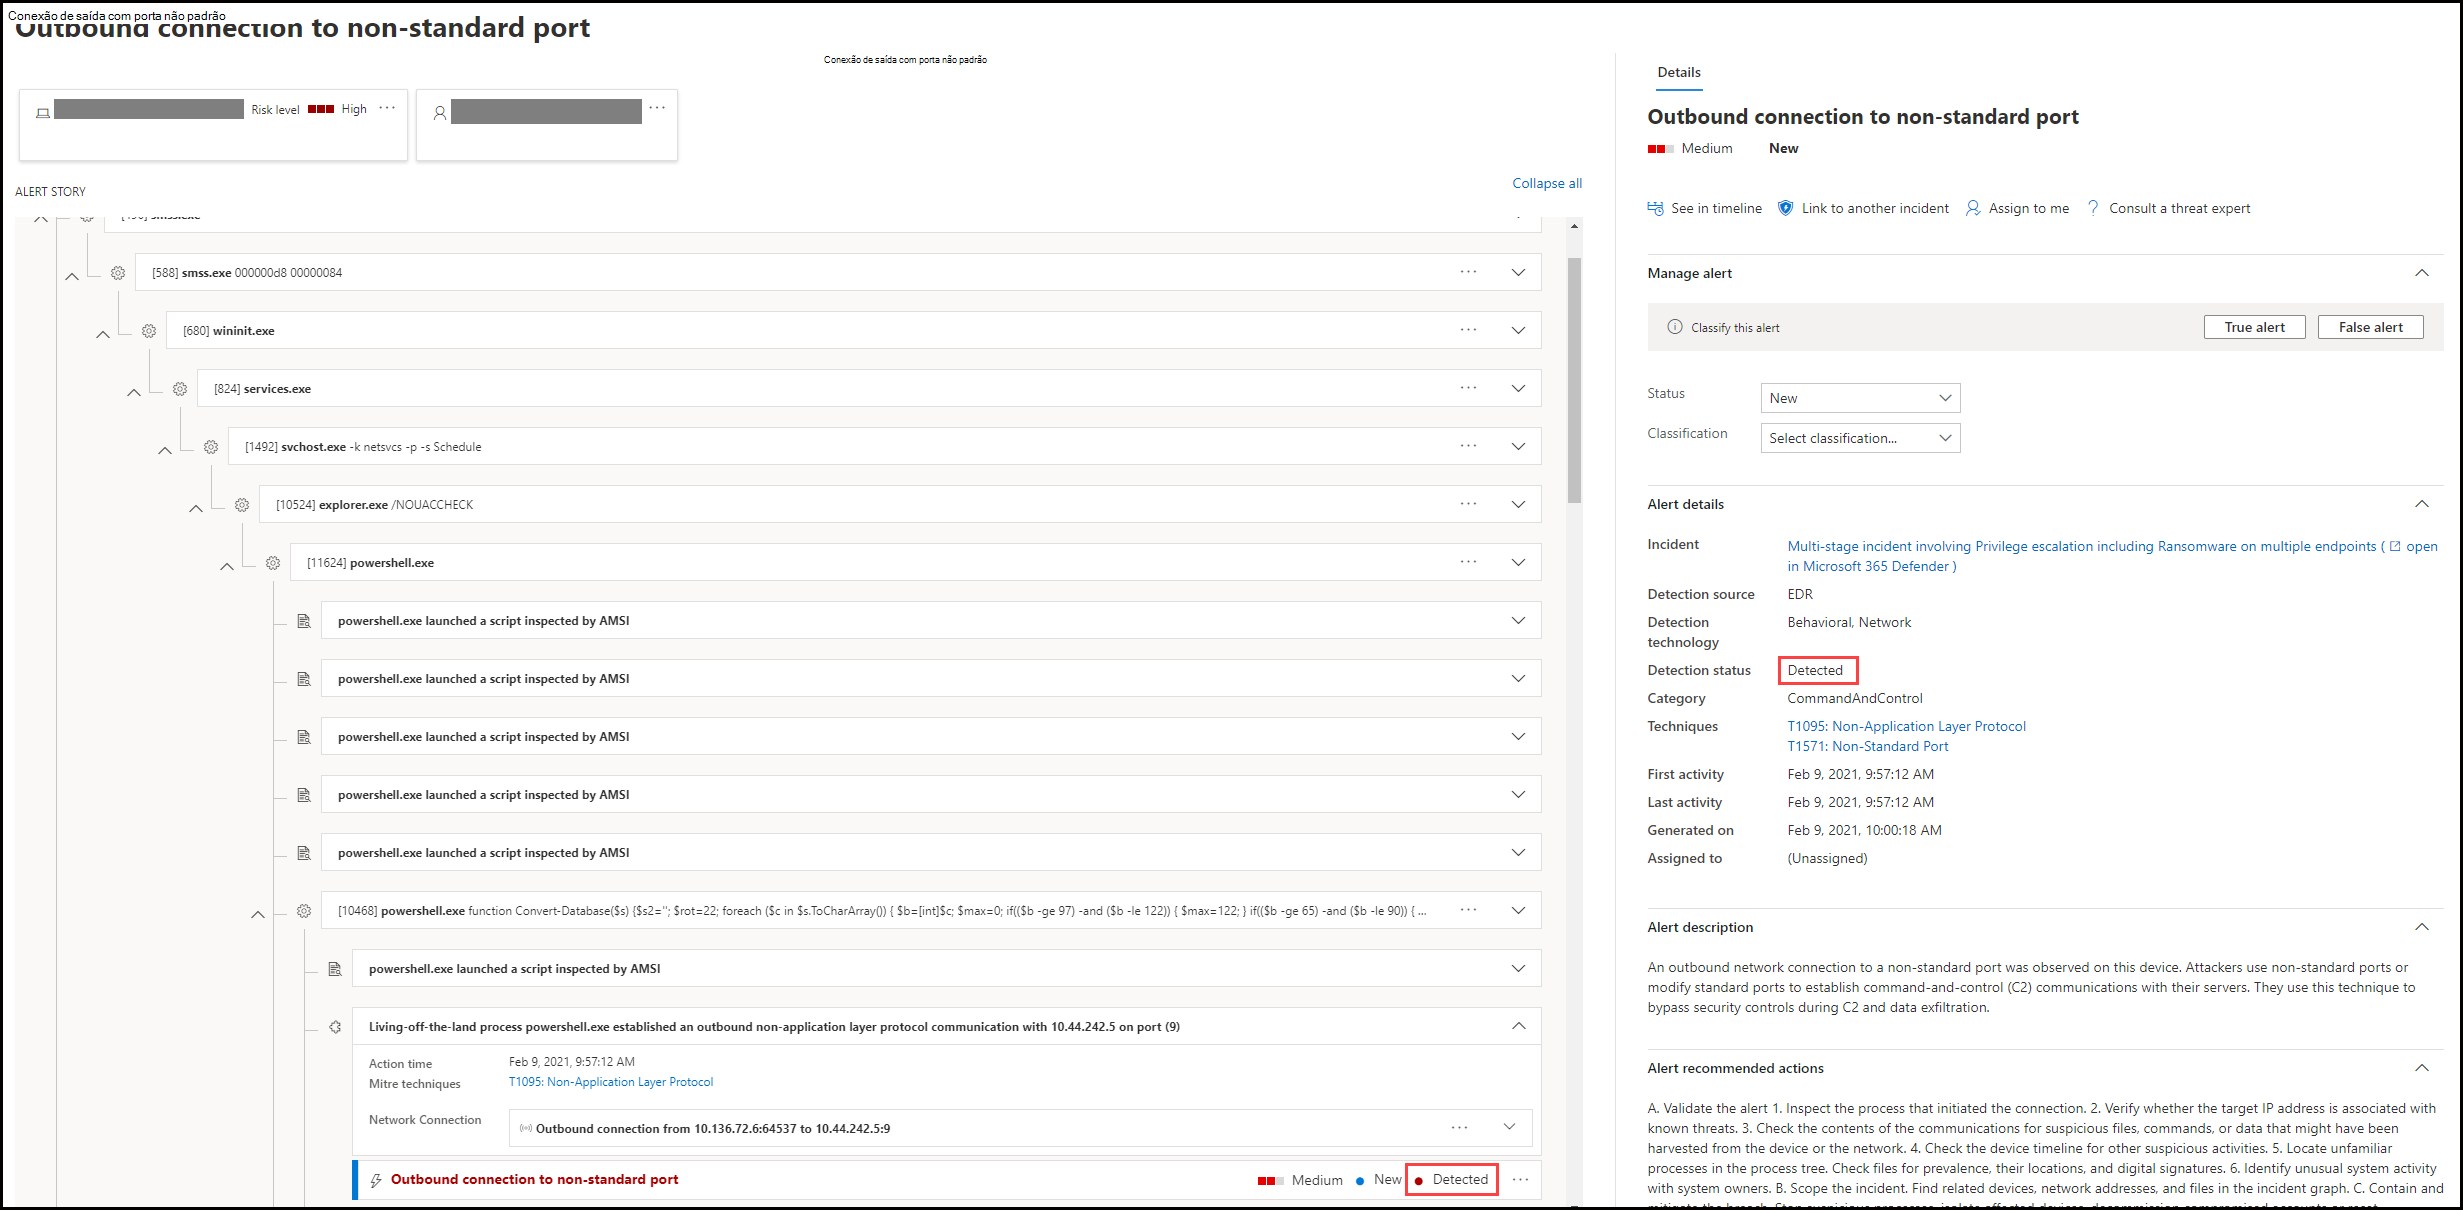 Conexão de saída com porta não padrão
Outbound connection to non-standard port
Conexão de saída com porta não padrão
Risk level High ...
...
ALERT STORY
Collapse all
[588] smss.exe 000000d8 00000084 ...
[680] wininit.exe ...
[824] services.exe ...
[1492] svchost.exe -k netsvcs -p -s Schedule ...
[10524] explorer.exe /NOUACCHECK ...
[11624] powershell.exe ...
powershell.exe launched a script inspected by AMSI
powershell.exe launched a script inspected by AMSI
powershell.exe launched a script inspected by AMSI
powershell.exe launched a script inspected by AMSI
powershell.exe launched a script inspected by AMSI
[10468] powershell.exe function Convert-Database($s) {$s2=''; $rot=22; foreach ($c in $s.ToCharArray()) { $b=[int]$c; $max=0; if(($b -ge 97) -and ($b -le 122)) { $max=122; } if(($b -ge 65) -and ($b -le 90)) { ... ...
powershell.exe launched a script inspected by AMSI
Living-off-the-land process powershell.exe established an outbound non-application layer protocol communication with 10.44.242.5 on port (9)
Action time Feb 9, 2021, 9:57:12 AM
Mitre techniques T1095: Non-Application Layer Protocol
Network Connection Outbound connection from 10.136.72.6:64537 to 10.44.242.5:9 ...
Outbound connection to non-standard port Medium New Detected ...
Details
Outbound connection to non-standard port
Medium New
See in timeline Link to another incident Assign to me ? Consult a threat expert
Manage alert
Classify this alert True alert False alert
Status New
Classification Select classification...
Alert details
Incident Multi-stage incident involving Privilege escalation including Ransomware on multiple endpoints ( open
in Microsoft 365 Defender )
Detection source EDR
Detection Behavioral, Network
technology
Detection status Detected
Category CommandAndControl
Techniques T1095: Non-Application Layer Protocol
T1571: Non-Standard Port
First activity Feb 9, 2021, 9:57:12 AM
Last activity Feb 9, 2021, 9:57:12 AM
Generated on Feb 9, 2021, 10:00:18 AM
Assigned to (Unassigned)
Alert description
An outbound network connection to a non-standard port was observed on this device. Attackers use non-standard ports or
modify standard ports to establish command-and-control (C2) communications with their servers. They use this technique to
bypass security controls during C2 and data exfiltration.
Alert recommended actions
A. Validate the alert 1. Inspect the process that initiated the connection. 2. Verify whether the target IP address is associated with
known threats. 3. Check the contents of the communications for suspicious files, commands, or data that might have been
harvested from the device or the network. 4. Check the device timeline for other suspicious activities. 5. Locate unfamiliar
processes in the process tree. Check files for prevalence, their locations, and digital signatures. 6. Identify unusual system activity
with system owners. B. Scope the incident. Find related devices, network addresses, and files in the incident graph. C. Contain and